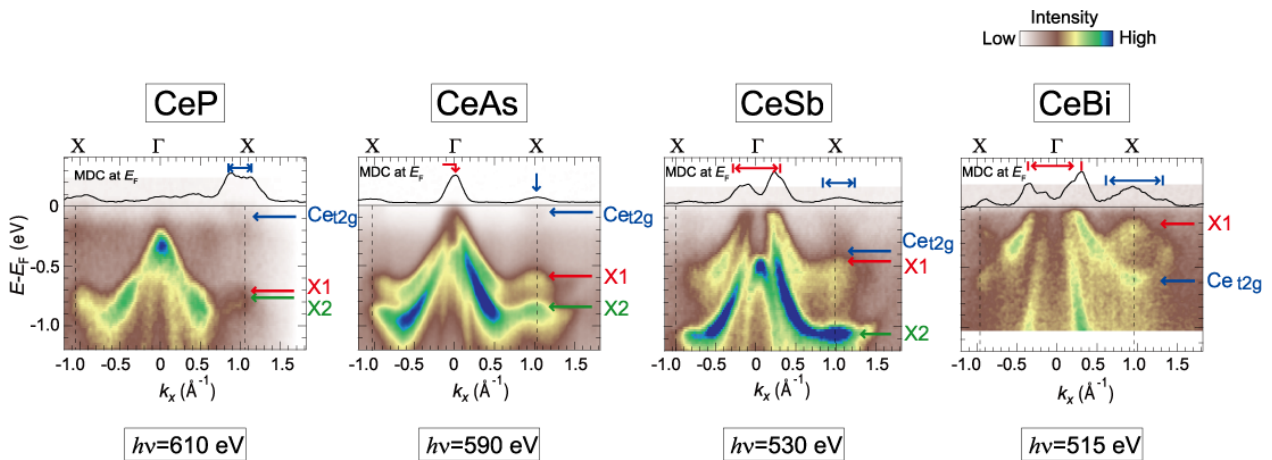 Intensity
Low High
CeP CeAs CeSb CeBi
X Γ X X Γ X X Γ X X Γ X
MDC at EF MDC at EF MDC at EF MDC at EF
0
-0.5
-1.0
E-EF (eV)
Cet2g
X1
X2
Cet2g
X1
X2
Cet2g
X1
X2
X1
Ce t2g
-1.0 -0.5 0 0.5 1.0 1.5 -1.0 -0.5 0 0.5 1.0 1.5 -1.0 -0.5 0 0.5 1.0 1.5 -1.0 -0.5 0 0.5 1.0 1.5
kx (Å-1) kx (Å-1) kx (Å-1) kx (Å-1)
hν=610 eV hν=590 eV hν=530 eV hν=515 eV